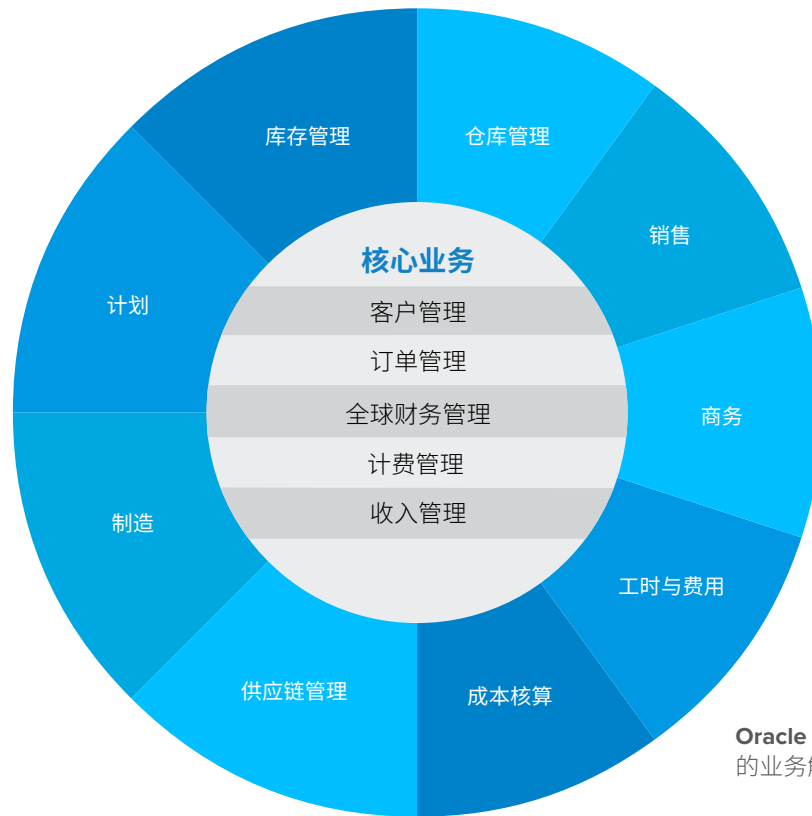 库存管理
仓库管理
销售
商务
工时与费用
成本核算
供应链管理
制造
计划
核心业务
客户管理
订单管理
全球财务管理
计费管理
收入管理
Oracle
的业务